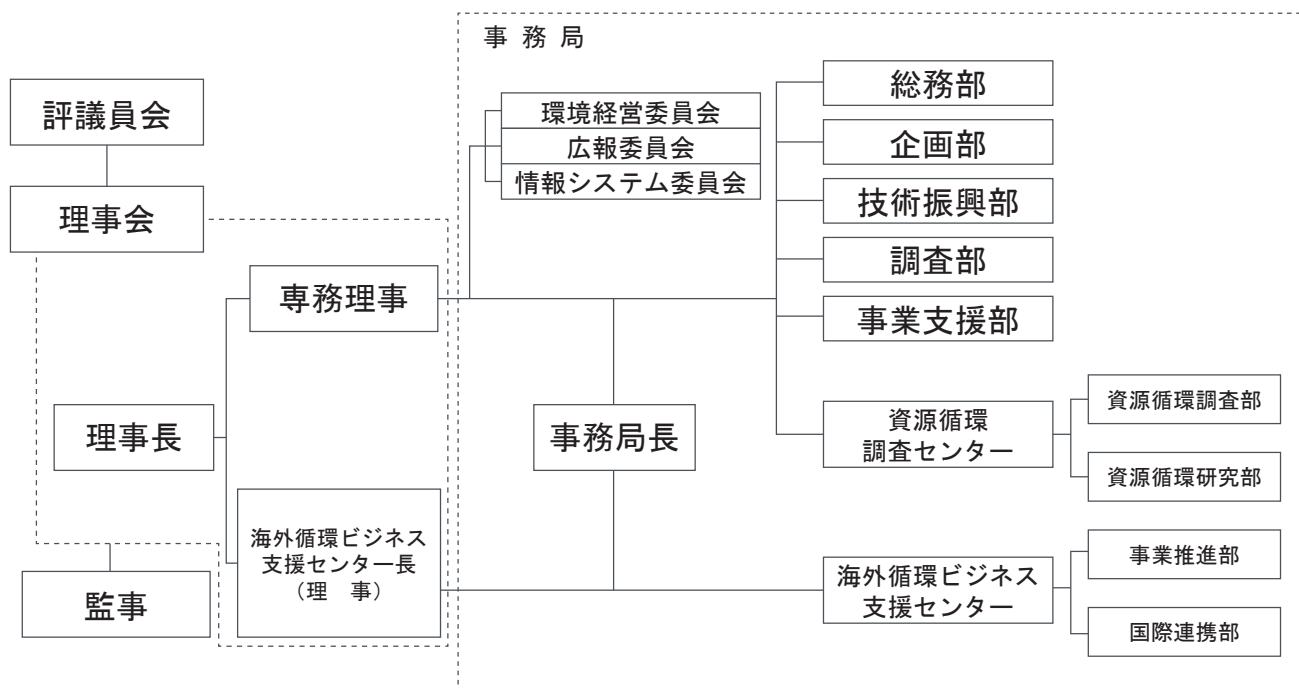 事 務 局
評議員会
理事会
専務理事
理事長
海外循環ビジネス
支援センター長
（理　事）
監事
環境経営委員会
広報委員会
情報システム委員会
事務局長
総務部
企画部
技術振興部
調査部
事業支援部
資源循環
調査センター
資源循環調査部
資源循環研究部
海外循環ビジネス
支援センター
事業推進部
国際連携部